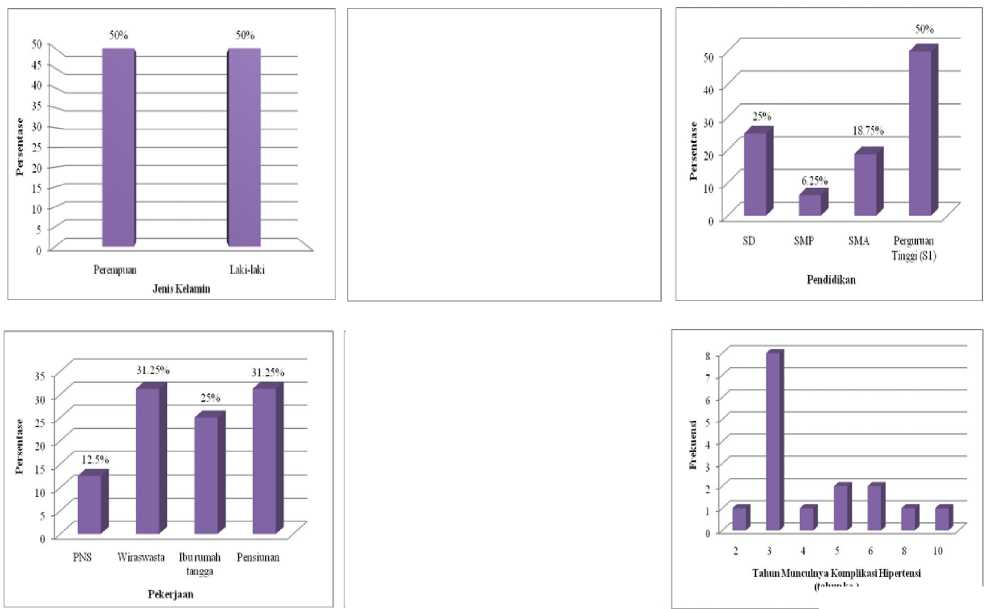 50%
50%
50
45
40
35
30
25
20
15
10
5
0
Persentase
Perempuan
Laki-laki
Jenis Kelamin
50%
25%
18.75%
6.25%
50
40
30
20
10
0
Persentase
SD
SMP
SMA
Perguruan
Tinggi (S1)
Pendidikan
31.25%
31.25%
25%
12.5%
35
30
25
20
15
10
5
0
Persentase
PNS
Wiraswasta
Ibu rumah
tangga
Pensiunan
Pekerjaan
8
7
6
5
4
3
2
1
0
Frekuensi
2
3
4
5
6
8
10
Tahun Munculnya Komplikasi Hipertensi